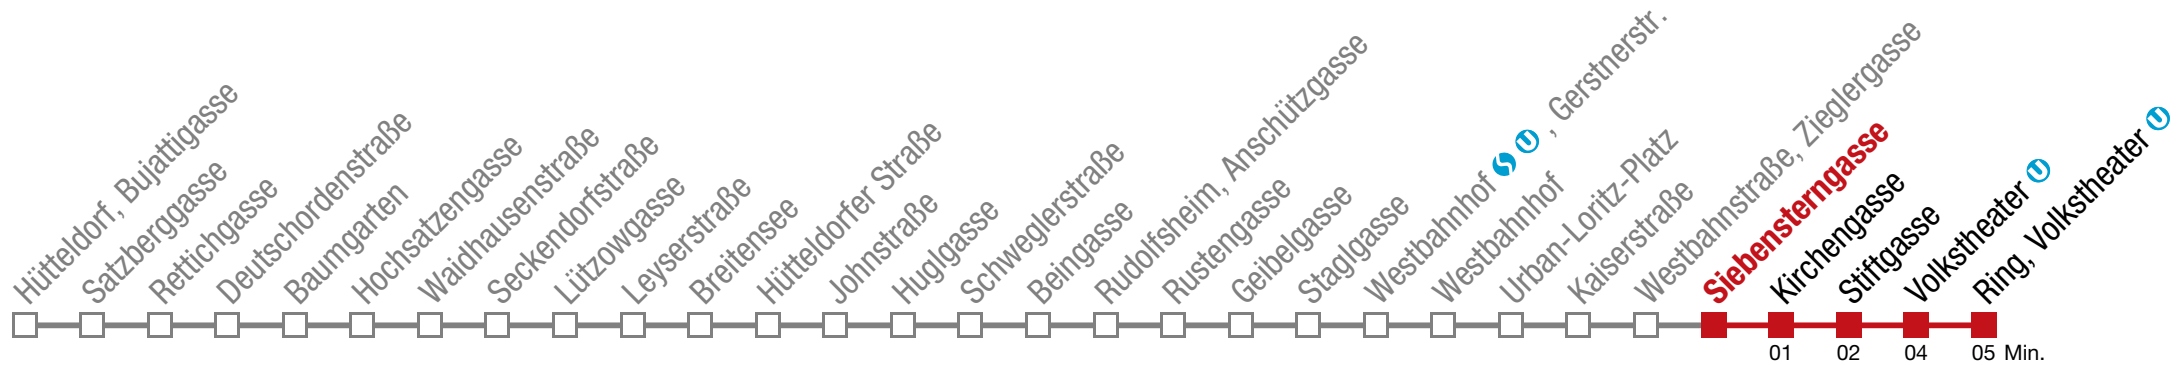 Hütteldorf, Bujattigasse
Satzberggasse
Rettichgasse
Deutschordenstraße
Baumgarten
Hochsatzengasse
Waidhausenstraße
Seckendorfstraße
Lützowgasse
Leyserstraße
Breitensee
Hütteldorfer Straße
Johnstraße
Huglgasse
Schweglerstraße
Beingasse
Rudolfsheim, Anschützgasse
Rustengasse
Geibelgasse
Staglgasse
Westbahnhof S U , Gerstnerstr.
Westbahnhof
Urban-Loritz-Platz
Kaiserstraße
Westbahnstraße, Zieglergasse
Siebensterngasse
Kirchengasse
Stiftgasse
Volkstheater U
Ring, Volkstheater U
01 02 04 05 Min.